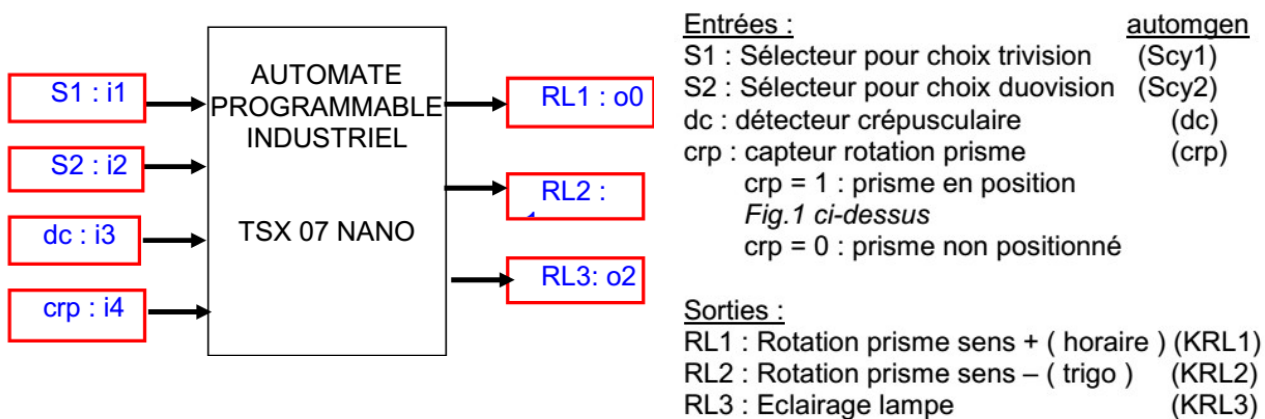 S1 : i1
S2 : i2
dc : i3
crp : i4
AUTOMATE
PROGRAMMABLE
INDUSTRIEL
TSX 07 NANO
RL1 : o0
RL2 :
RL3: o2
Entrées : automgen
S1 : Sélecteur pour choix trivision (Scy1)
S2 : Sélecteur pour choix duovision (Scy2)
dc : détecteur crépusculaire (dc)
crp : capteur rotation prisme (crp)
crp = 1 : prisme en position
Fig.1 ci-dessus
crp = 0 : prisme non positionné
Sorties :
RL1 : Rotation prisme sens + ( horaire ) (KRL1)
RL2 : Rotation prisme sens – ( trigo ) (KRL2)
RL3 : Eclairage lampe (KRL3)